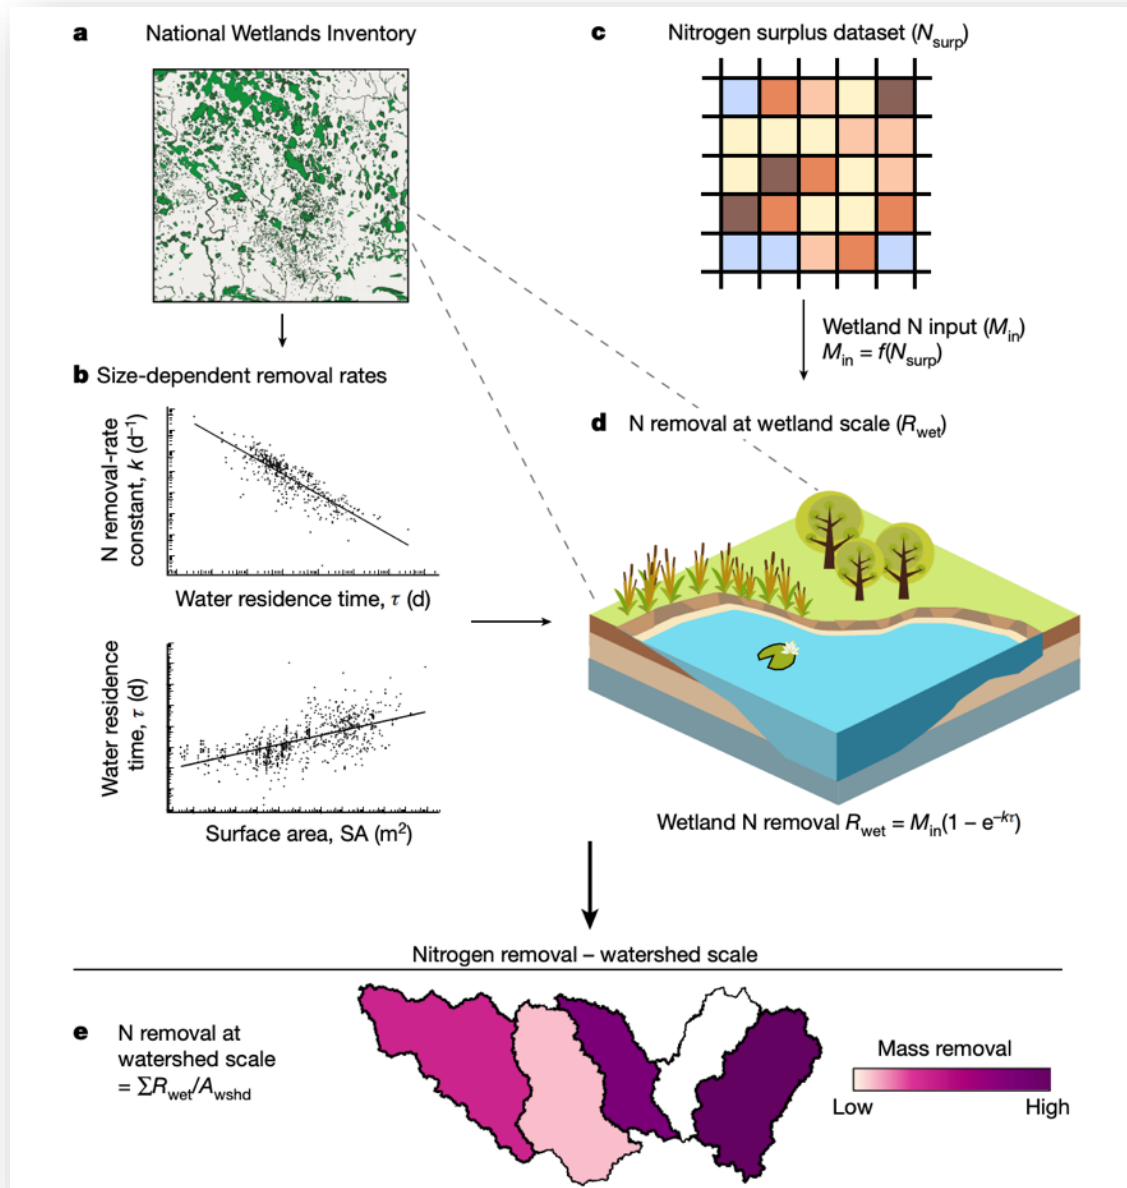 a National Wetlands Inventory
c Nitrogen surplus dataset (Nsurp)
Wetland N input (Min)
Min = f(Nsurp)
b Size-dependent removal rates
N removal-rate
constant, k (d⁻¹)
Water residence time, τ (d)
Water residence
time, τ (d)
Surface area, SA (m²)
d N removal at wetland scale (Rwet)
Wetland N removal Rwet = Min(1 – e^–kτ)
Nitrogen removal – watershed scale
e N removal at
watershed scale
= ΣRwet/Awshd
Mass removal
Low High